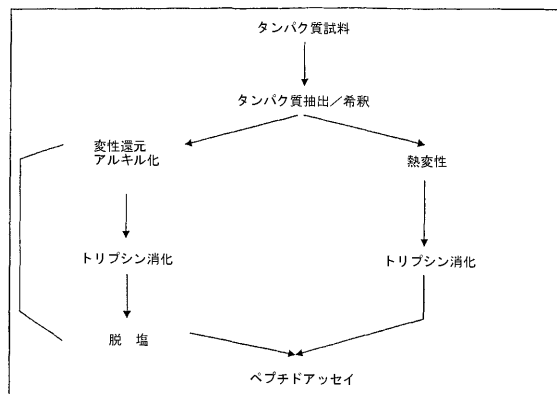 タンパク質試料
タンパク質抽出／希釈
変性還元
アルキル化
熱変性
トリプシン消化
トリプシン消化
脱　塩
ペプチドアッセイ